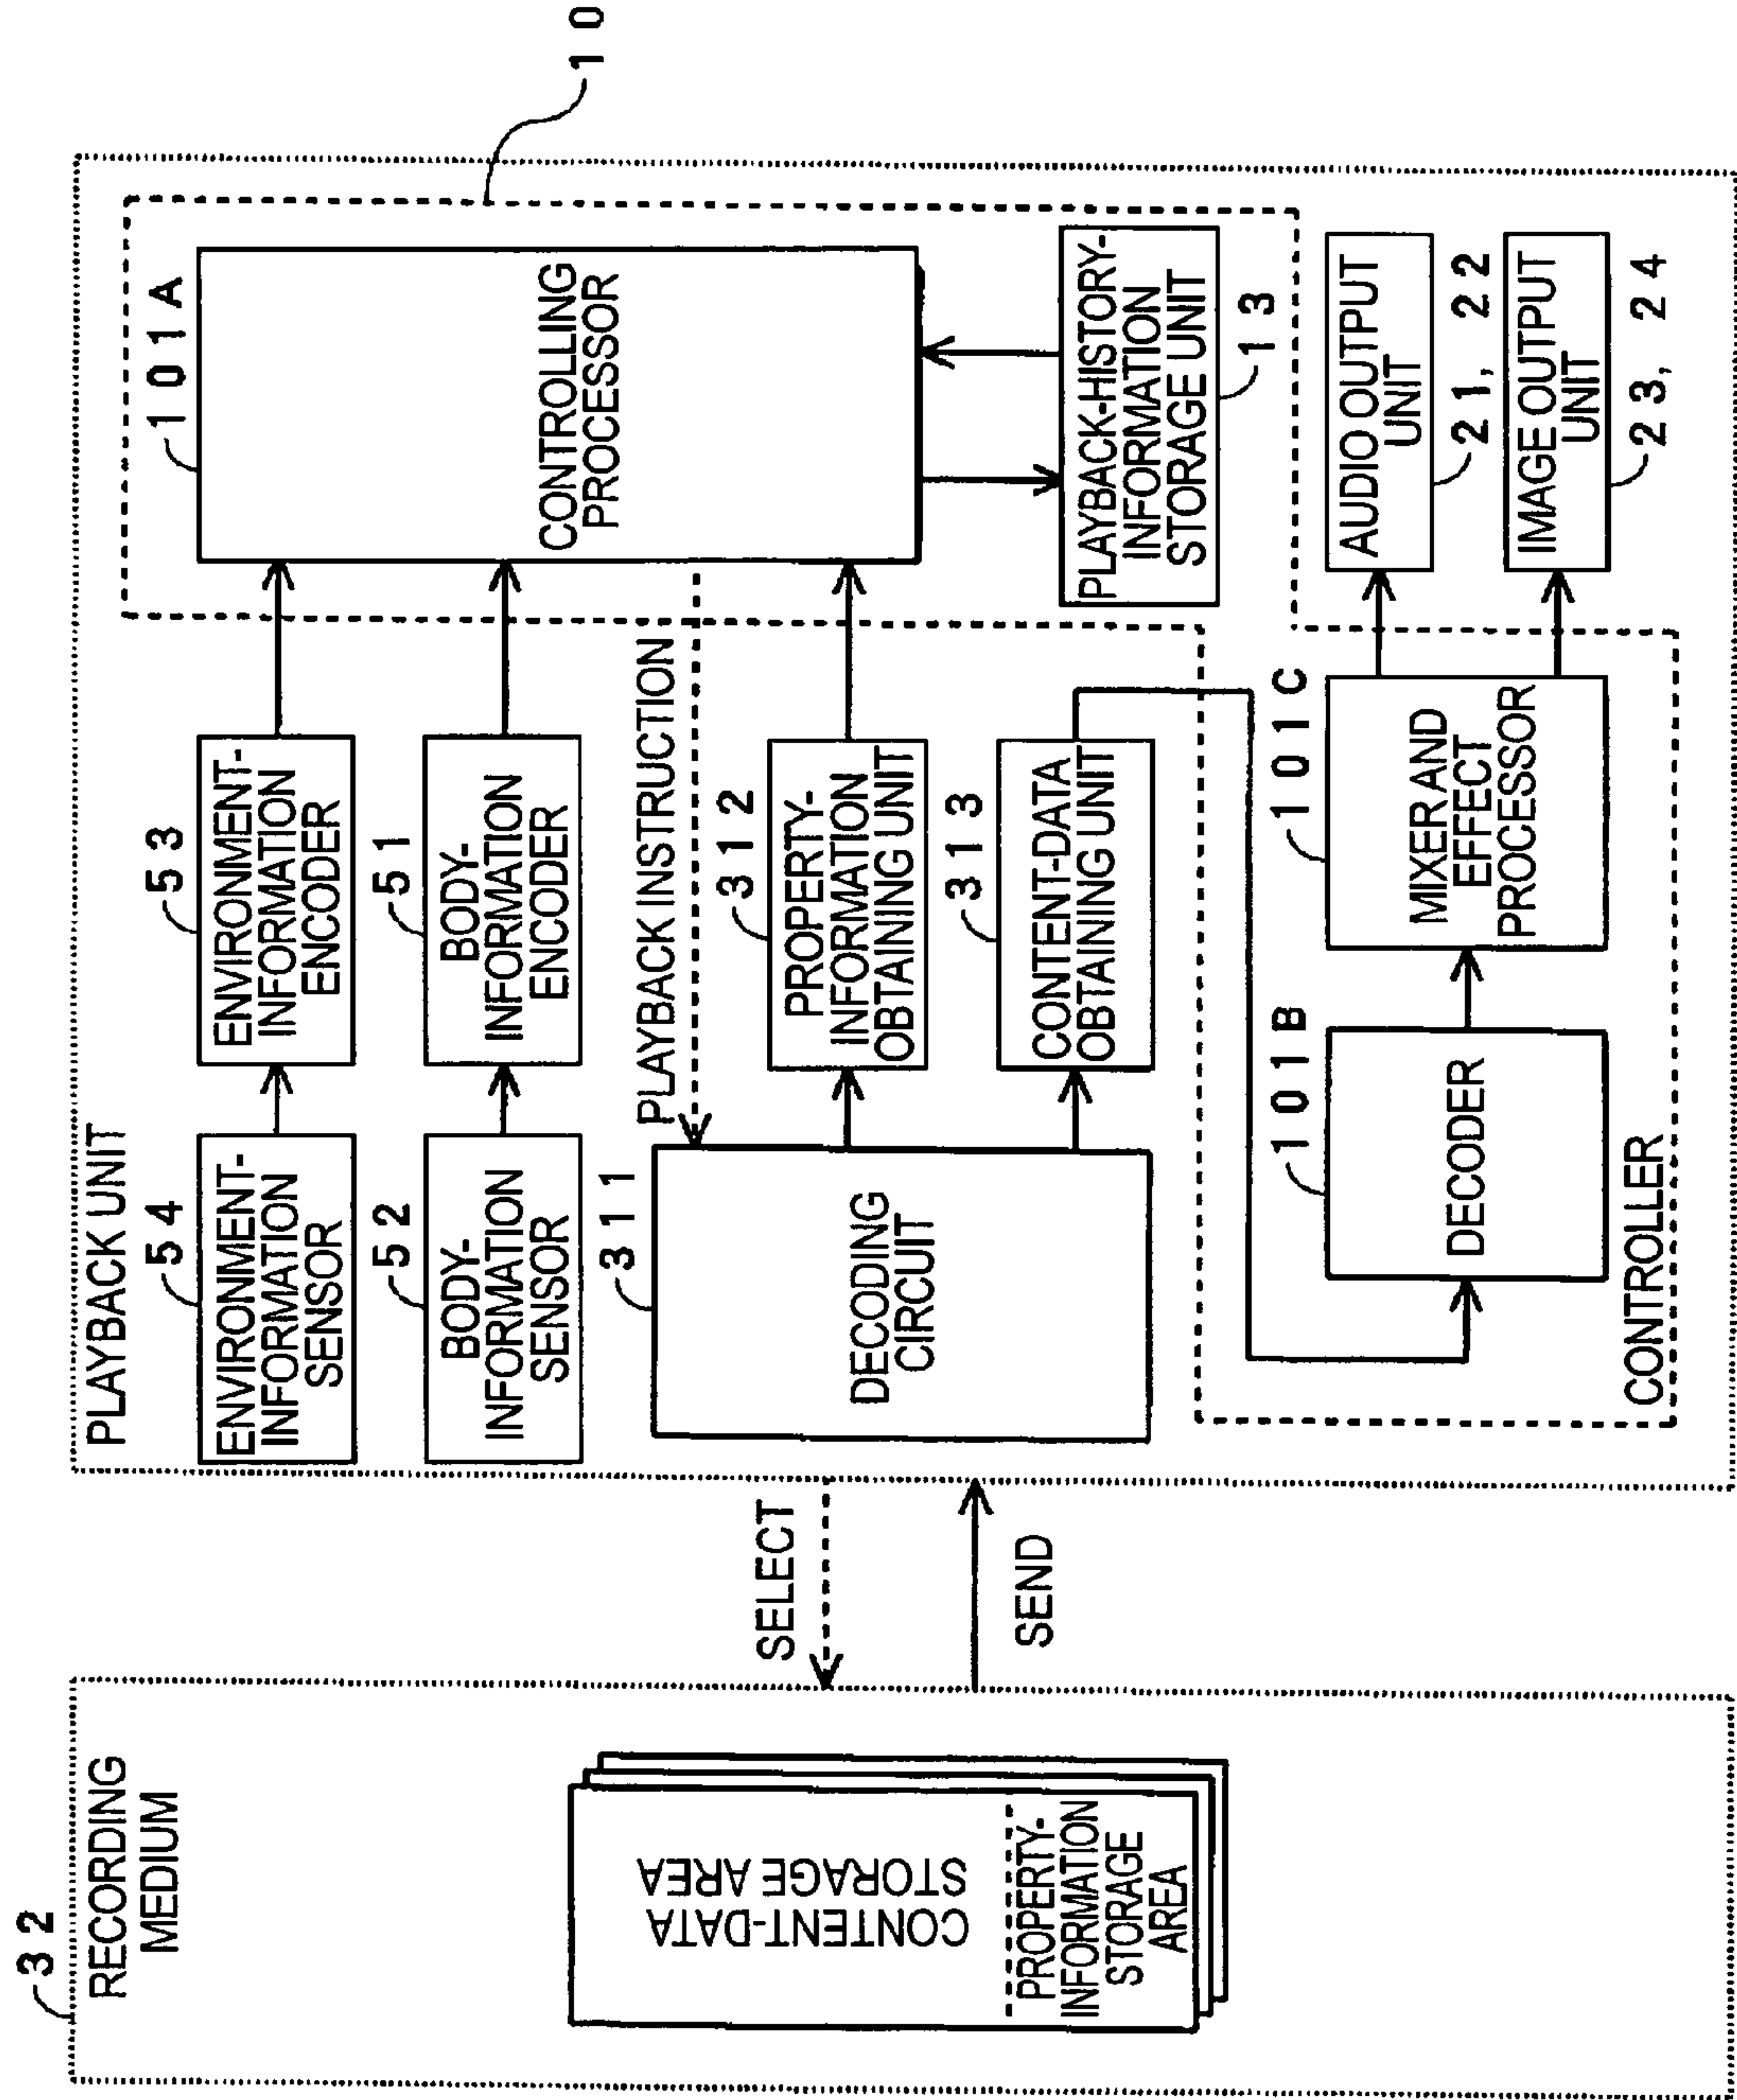 32
RECORDING
MEDIUM
CONTENT-DATA
STORAGE AREA
PROPERTY-
INFORMATION
STORAGE
AREA
SELECT
SEND
PLAYBACK UNIT
54
ENVIRONMENT-
INFORMATION
SENSOR
53
ENVIRONMENT-
INFORMATION
ENCODER
52
BODY-
INFORMATION
SENSOR
51
BODY-
INFORMATION
ENCODER
PLAYBACK INSTRUCTION
311
DECODING
CIRCUIT
312
PROPERTY-
INFORMATION
OBTAINING UNIT
313
CONTENT-DATA
OBTAINING UNIT
101A
CONTROLLING
PROCESSOR
10
PLAYBACK-HISTORY-
INFORMATION
STORAGE UNIT
13
101B
DECODER
101C
MIXER AND
EFFECT
PROCESSOR
CONTROLLER
AUDIO OUTPUT
UNIT
21, 22
IMAGE OUTPUT
UNIT
23, 24